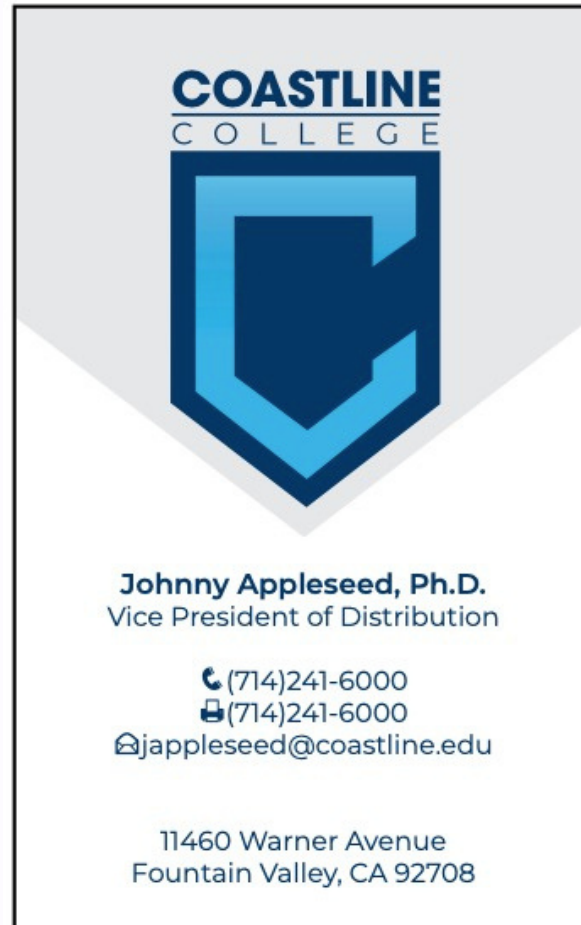 COASTLINE
COLLEGE
Johnny Appleseed, Ph.D.
Vice President of Distribution
(714)241-6000
(714)241-6000
jappleseed@coastline.edu
11460 Warner Avenue
Fountain Valley, CA 92708